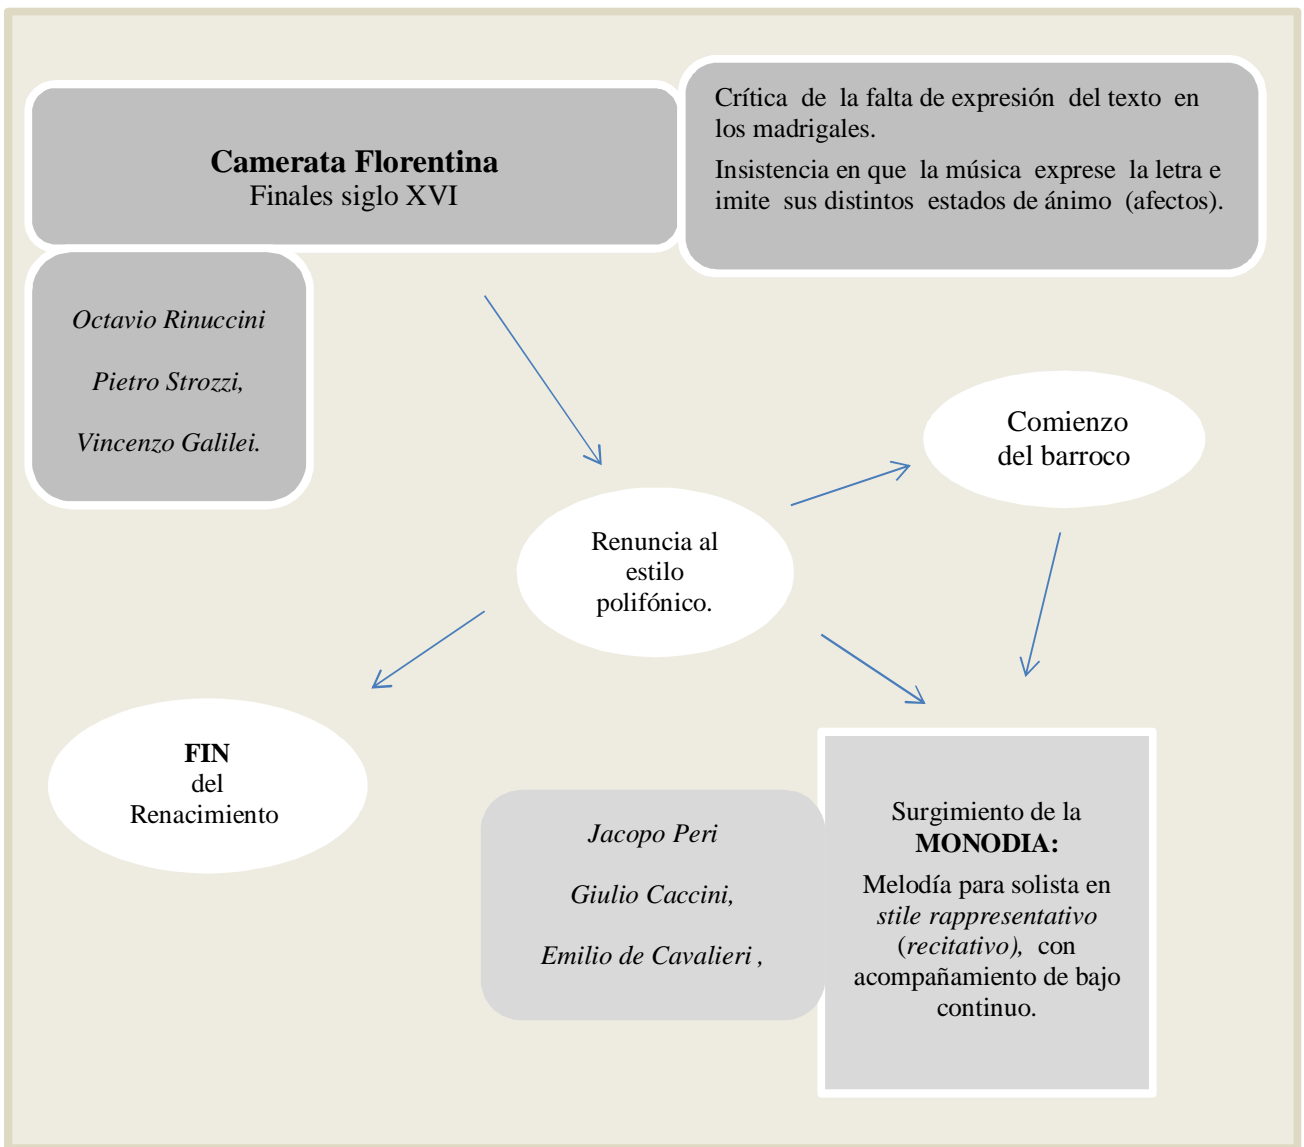 Camerata Florentina
Finales siglo XVI
Crítica de la falta de expresión del texto en
los madrigales.
Insistencia en que la música exprese la letra e
imite sus distintos estados de ánimo (afectos).
Octavio Rinuccini
Pietro Strozzi,
Vincenzo Galilei.
Comienzo
del barroco
Renuncia al
estilo
polifónico.
FIN
del
Renacimiento
Jacopo Peri
Giulio Caccini,
Emilio de Cavalieri ,
Surgimiento de la
MONODIA:
Melodía para solista en
stile rappresentativo
(recitativo), con
acompañamiento de bajo
continuo.